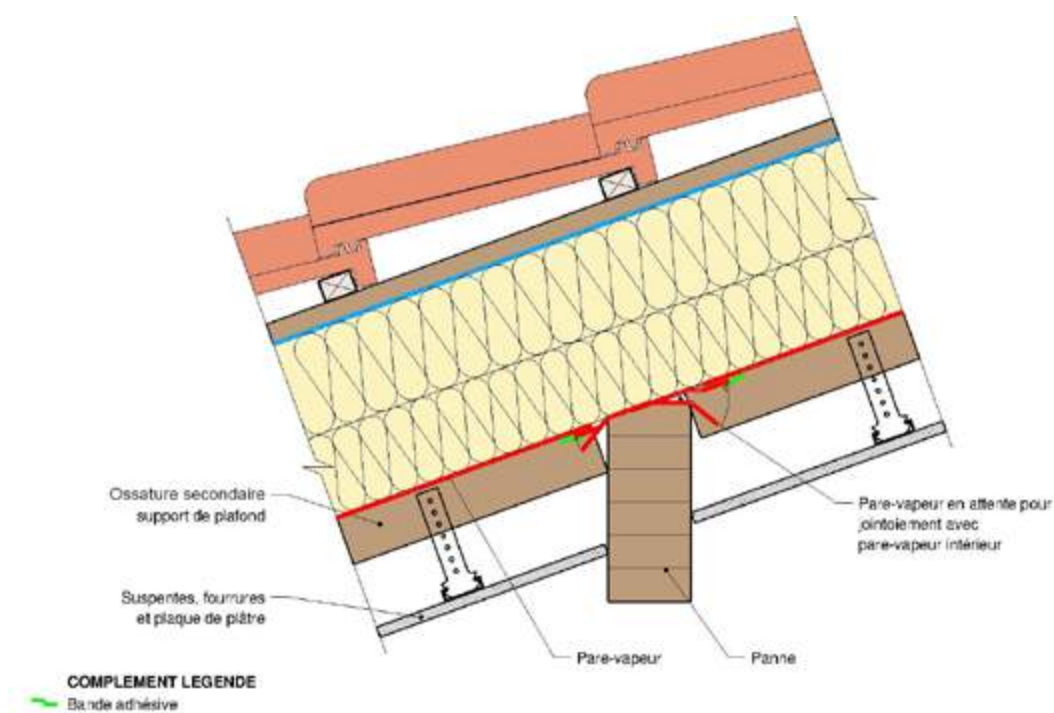 Ossature secondaire
support de plafond
Pare-vapeur en attente pour
jointoiement avec
pare-vapeur intérieur
Suspentes, fourrures
et plaque de plâtre
Pare-vapeur
Panne
COMPLEMENT LEGENDE
Bande adhésive